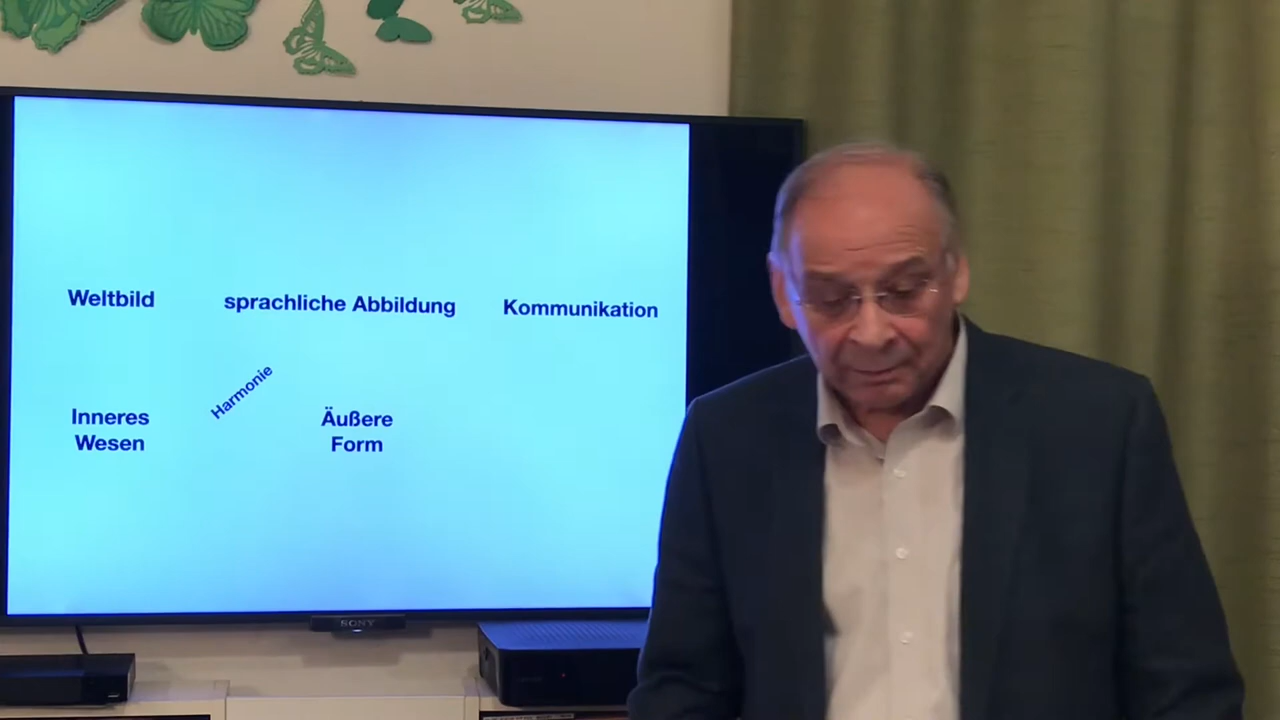 Weltbild sprachliche Abbildung Kommunikation
Harmonie
Inneres
Wesen
Äußere
Form
SONY